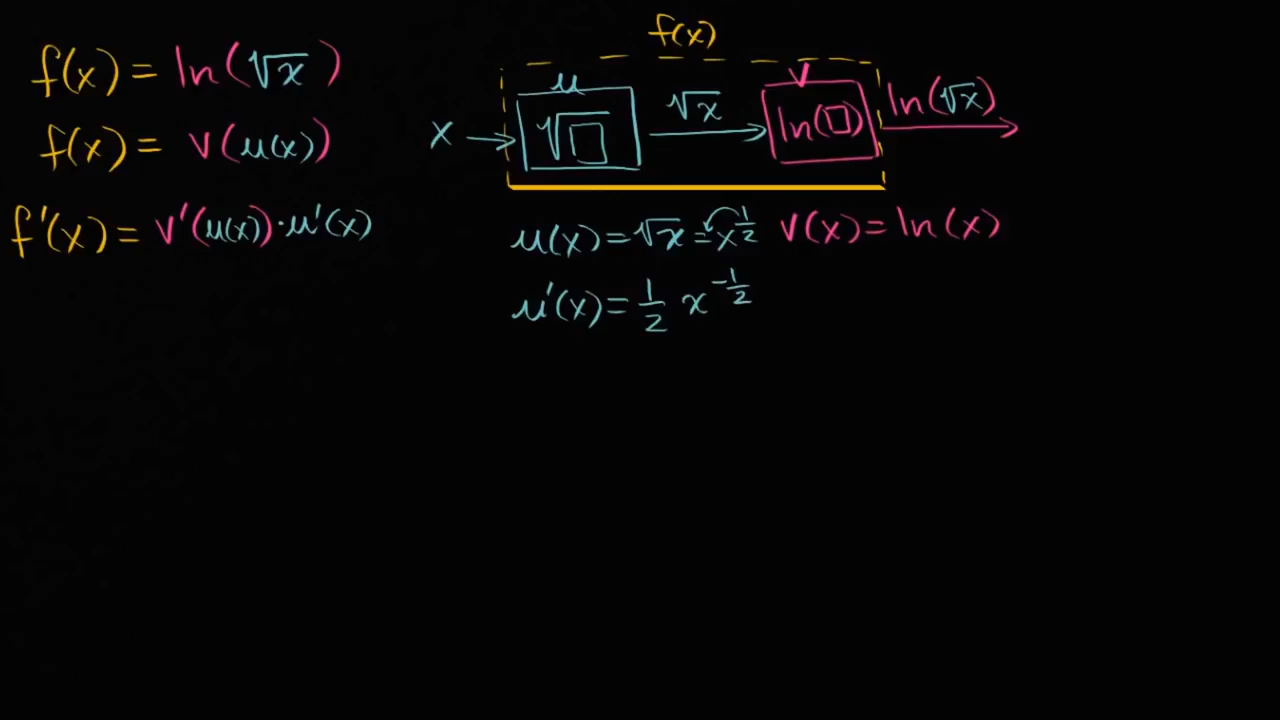 f(x) = ln(√x)
f(x) = v(u(x))
f'(x) = v'(u(x)) · u'(x)
f(x)
x → u √□ √x → v ln(□) ln(√x) →
u(x) = √x = x^(1/2) v(x) = ln(x)
u'(x) = 1/2 x^(-1/2)